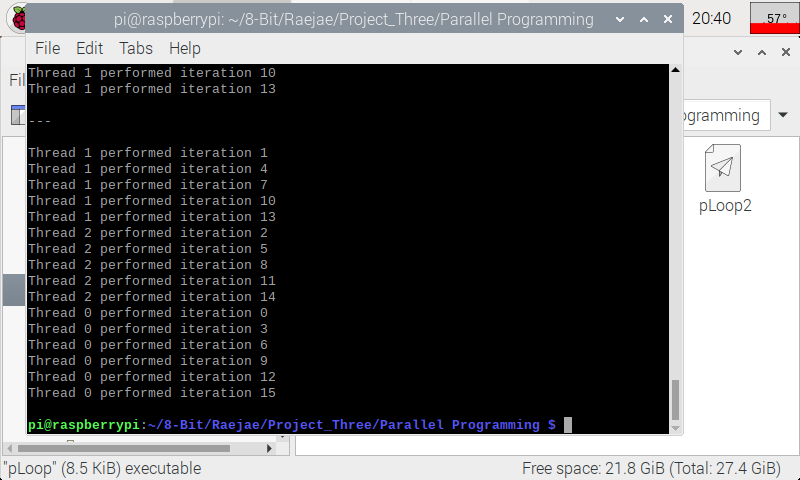 pi@raspberrypi: ~/8-Bit/Raejae/Project_Three/Parallel Programming
20:40
57°
File Edit Tabs Help
Fil
Thread 1 performed iteration 10
Thread 1 performed iteration 13
---
Thread 1 performed iteration 1
Thread 1 performed iteration 4
Thread 1 performed iteration 7
Thread 1 performed iteration 10
Thread 1 performed iteration 13
Thread 2 performed iteration 2
Thread 2 performed iteration 5
Thread 2 performed iteration 8
Thread 2 performed iteration 11
Thread 2 performed iteration 14
Thread 0 performed iteration 0
Thread 0 performed iteration 3
Thread 0 performed iteration 6
Thread 0 performed iteration 9
Thread 0 performed iteration 12
Thread 0 performed iteration 15
pi@raspberrypi:~/8-Bit/Raejae/Project_Three/Parallel Programming $
ogramming
pLoop2
"pLoop" (8.5 KiB) executable
Free space: 21.8 GiB (Total: 27.4 GiB)